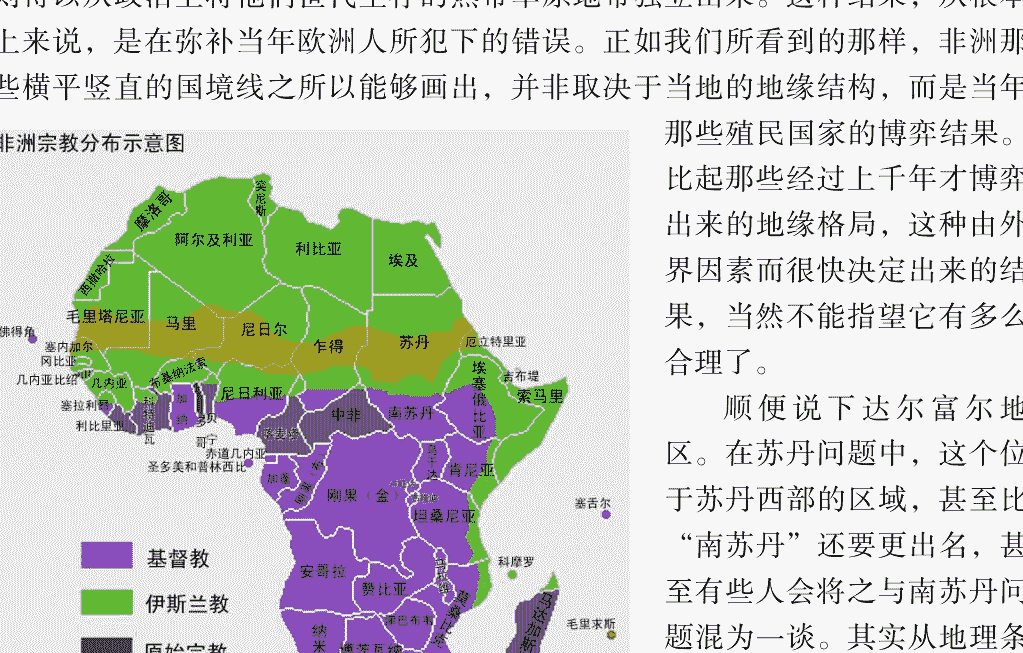 上来说，是在弥补当年欧洲人所犯下的错误。正如我们所看到的那样，非洲那
些横平竖直的国境线之所以能够画出，并非取决于当地的地缘结构，而是当年
那些殖民国家的博弈结果。
比起那些经过上千年才博弈
出来的地缘格局，这种由外
界因素而很快决定出来的结
果，当然不能指望它有多么
合理了。
顺便说下达尔富尔地
区。在苏丹问题中，这个位
于苏丹西部的区域，甚至比
“南苏丹”还要更出名，甚
至有些人会将之与南苏丹问
题混为一谈。其实从地理条
非洲宗教分布示意图
突尼斯
摩洛哥
阿尔及利亚
利比亚
埃及
西撒哈拉
毛里塔尼亚
马里
尼日尔
乍得
苏丹
厄立特里亚
佛得角
塞内加尔
冈比亚
几内亚比绍
几内亚
布基纳法索
尼日利亚
埃塞俄比亚
吉布堤
索马里
塞拉利昂
利比里亚
科特迪瓦
加纳
多哥
贝宁
喀麦隆
中非
南苏丹
赤道几内亚
圣多美和普林西比
加蓬
刚果（金）
乌干达
肯尼亚
坦桑尼亚
塞舌尔
科摩罗
安哥拉
赞比亚
毛里求斯
基督教
伊斯兰教
原始宗教